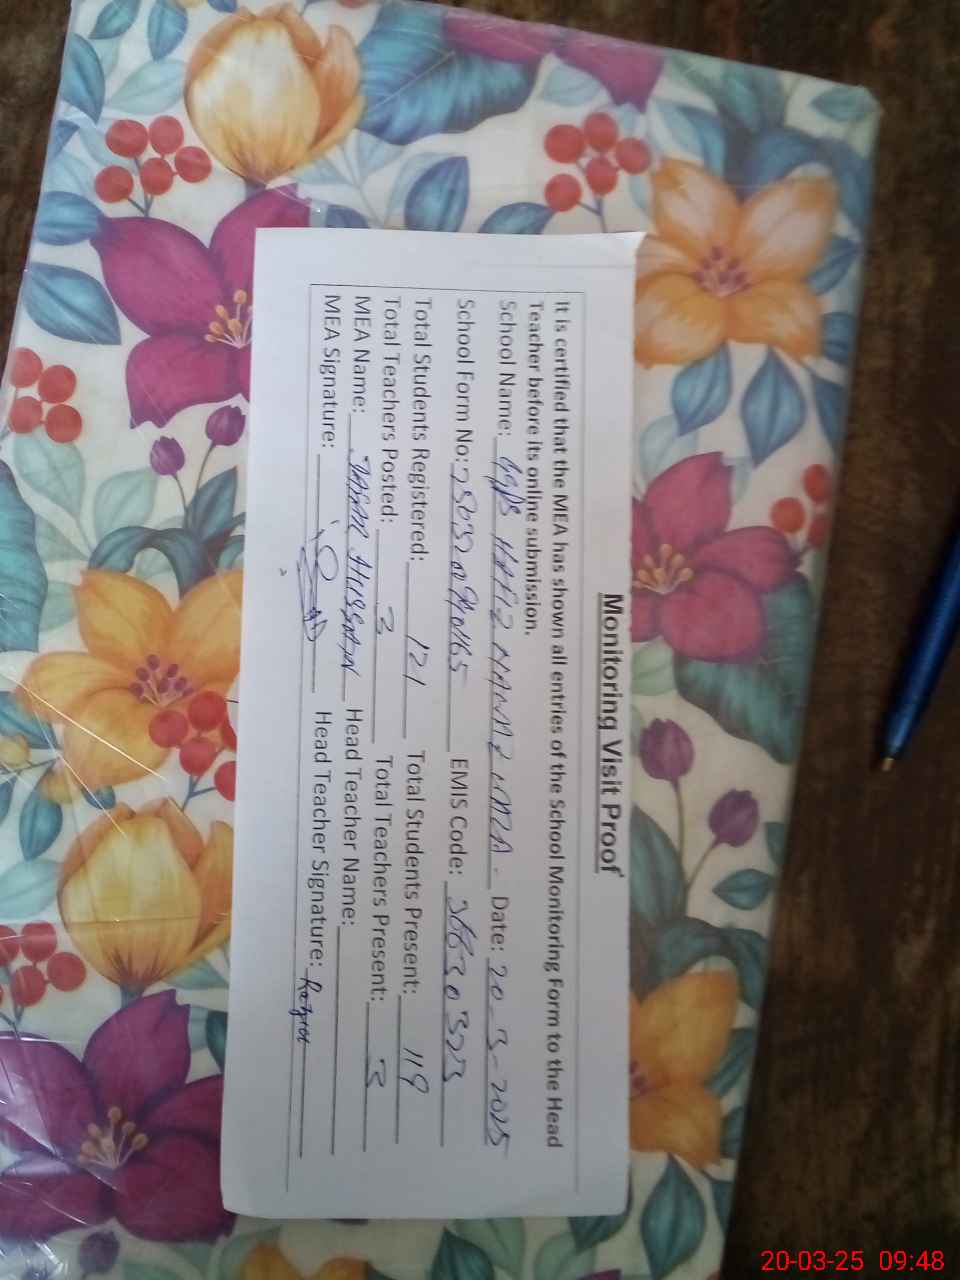 Monitoring Visit Proof
It is certified that the MEA has shown all entries of the School Monitoring Form to the Head
Teacher before its online submission.
School Name: HAFIZ Date: 20-3-2025
School Form No: EMIS Code: 38830323
Total Students Registered: 121 Total Students Present: 119
Total Teachers Posted: 3 Total Teachers Present: 3
MEA Name: HUSSAIN Head Teacher Name:
MEA Signature: Head Teacher Signature:
20-03-25 09:48